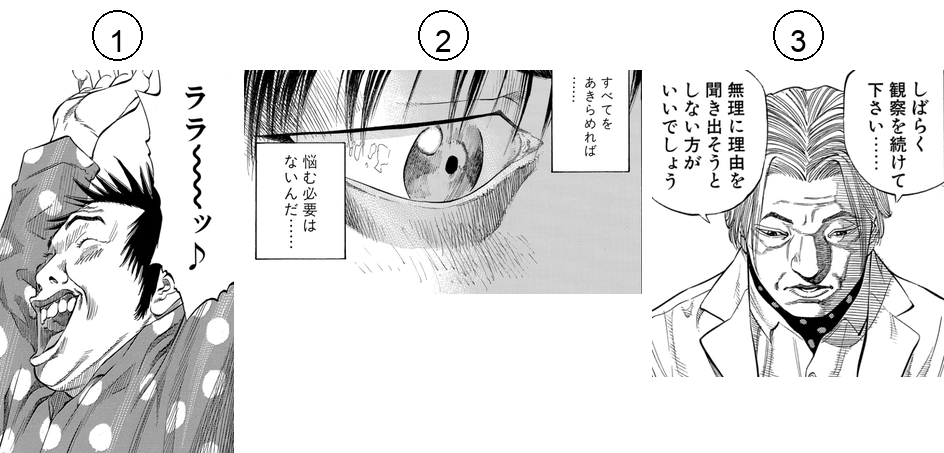 1
ララ〜〜ッ♪
2
すべてを
あきらめれば
……
悩む必要は
ないんだ……
3
しばらく
観察を続けて
下さい……
無理に理由を
聞き出そうと
しない方が
いいでしょう